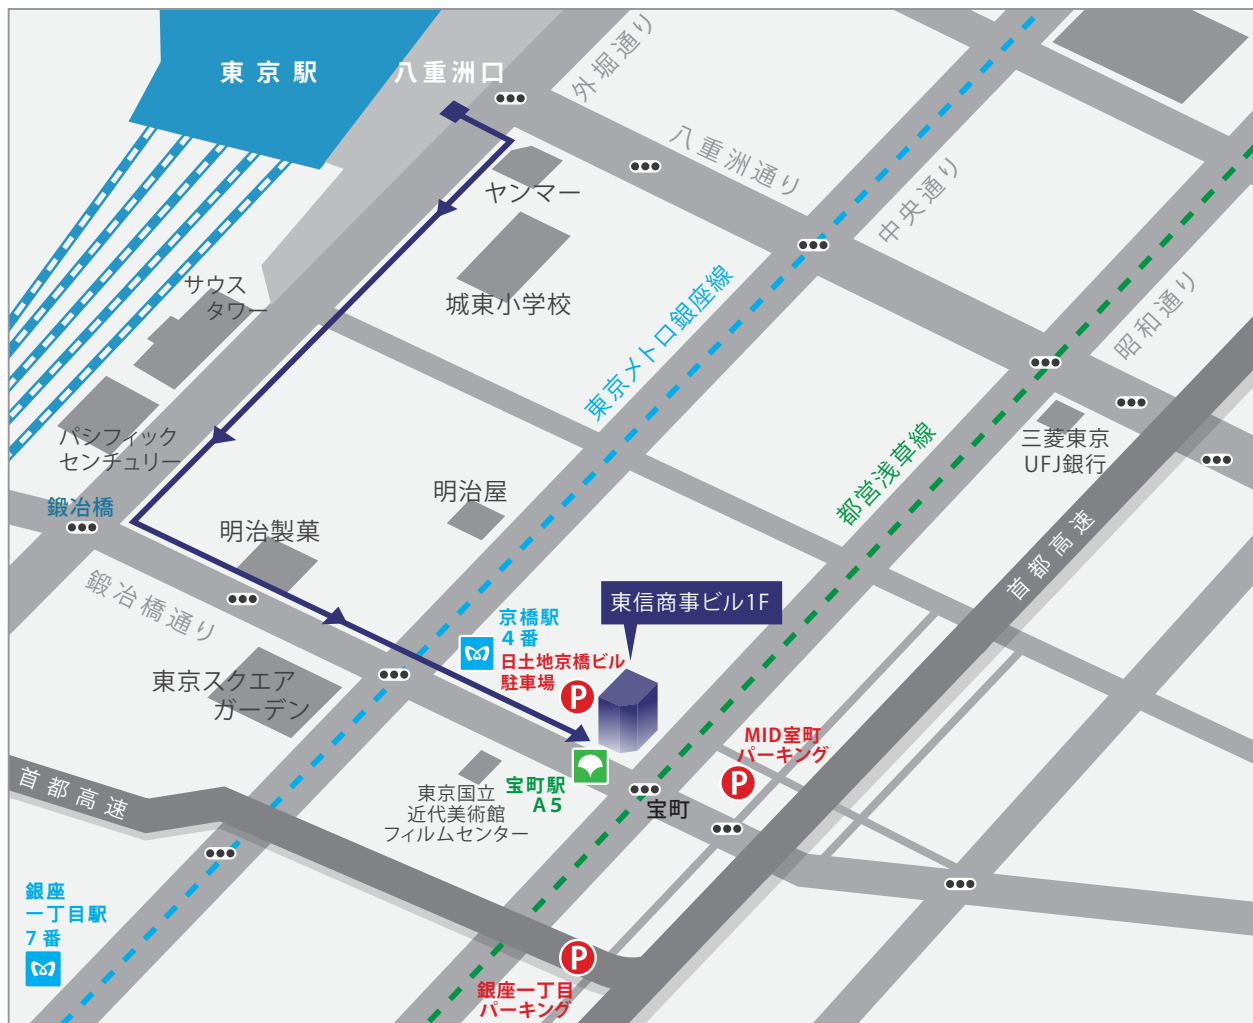 東京駅
八重洲口
外堀通り
八重洲通り
ヤンマー
中央通り
城東小学校
昭和通り
サウス
タワー
東京メトロ銀座線
パシフィック
センチュリー
三菱東京
UFJ銀行
都営浅草線
明治屋
鍛冶橋
明治製菓
首都高速
鍛冶橋通り
東信商事ビル1F
京橋駅
4番
日土地京橋ビル
駐車場
P
東京スクエア
ガーデン
MID室町
パーキング
P
首都高速
宝町駅
A5
東京国立
近代美術館
フィルムセンター
宝町
銀座
一丁目駅
7番
P
銀座一丁目
パーキング